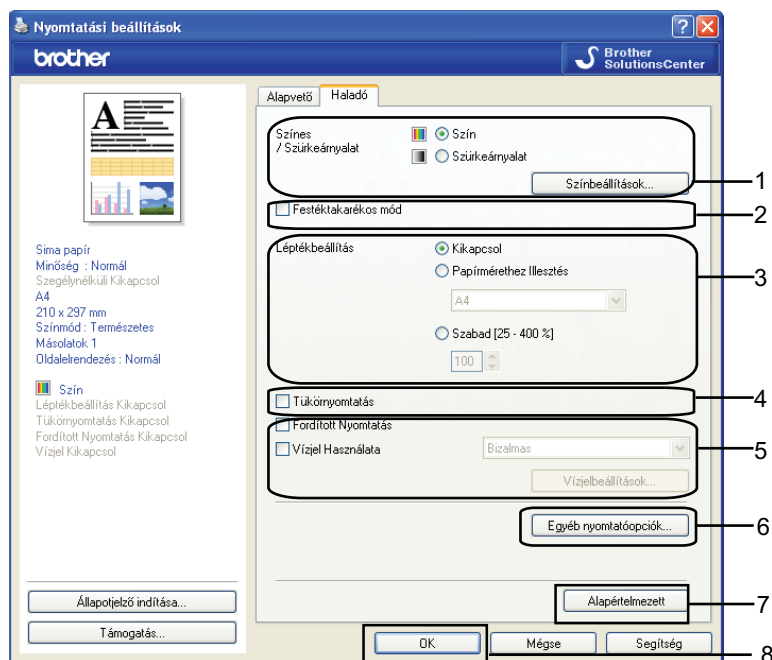 Nyomtatási beállítások
brother
Brother
SolutionsCenter
Alapvető
Haladó
A
Sima papír
Minőség : Normál
Szegélynélküli Kikapcsol
A4
210 x 297 mm
Színmód : Természetes
Másolatok 1
Oldalelrendezés : Normál
Szín
Léptékbeállítás Kikapcsol
Tükörnyomtatás Kikapcsol
Fordított Nyomtatás Kikapcsol
Vízjel Kikapcsol
Állapotjelző indítása...
Támogatás...
Színes
/ Szürkeárnyalat
Szín
Szürkeárnyalat
Színbeállítások...
1
Festéktakarékos mód
2
Léptékbeállítás
Kikapcsol
Papírmérethez Illesztés
A4
Szabad [25 - 400 %]
100
3
Tükörnyomtatás
4
Fordított Nyomtatás
Vízjel Használata
Bizalmas
Vízjelbeállítások...
5
Egyéb nyomtatóopciók...
6
Alapértelmezett
7
OK
Mégse
Segítség
8